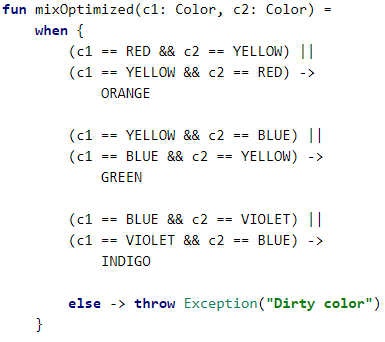 fun mixOptimized(c1: Color, c2: Color) =
    when {
        (c1 == RED && c2 == YELLOW) ||
        (c1 == YELLOW && c2 == RED) ->
            ORANGE

        (c1 == YELLOW && c2 == BLUE) ||
        (c1 == BLUE && c2 == YELLOW) ->
            GREEN

        (c1 == BLUE && c2 == VIOLET) ||
        (c1 == VIOLET && c2 == BLUE) ->
            INDIGO

        else -> throw Exception("Dirty color")
    }